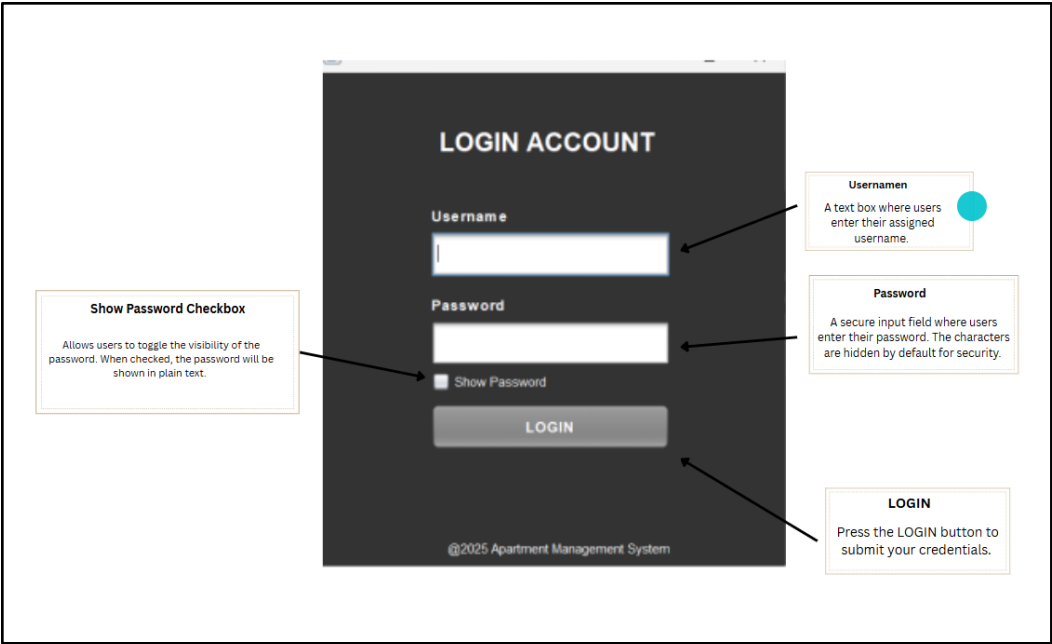 LOGIN ACCOUNT
Username
Password
Show Password
LOGIN
@2025 Apartment Management System
Usernamen
A text box where users
enter their assigned
username.
Password
A secure input field where users
enter their password. The characters
are hidden by default for security.
Show Password Checkbox
Allows users to toggle the visibility of the
password. When checked, the password will be
shown in plain text.
LOGIN
Press the LOGIN button to
submit your credentials.